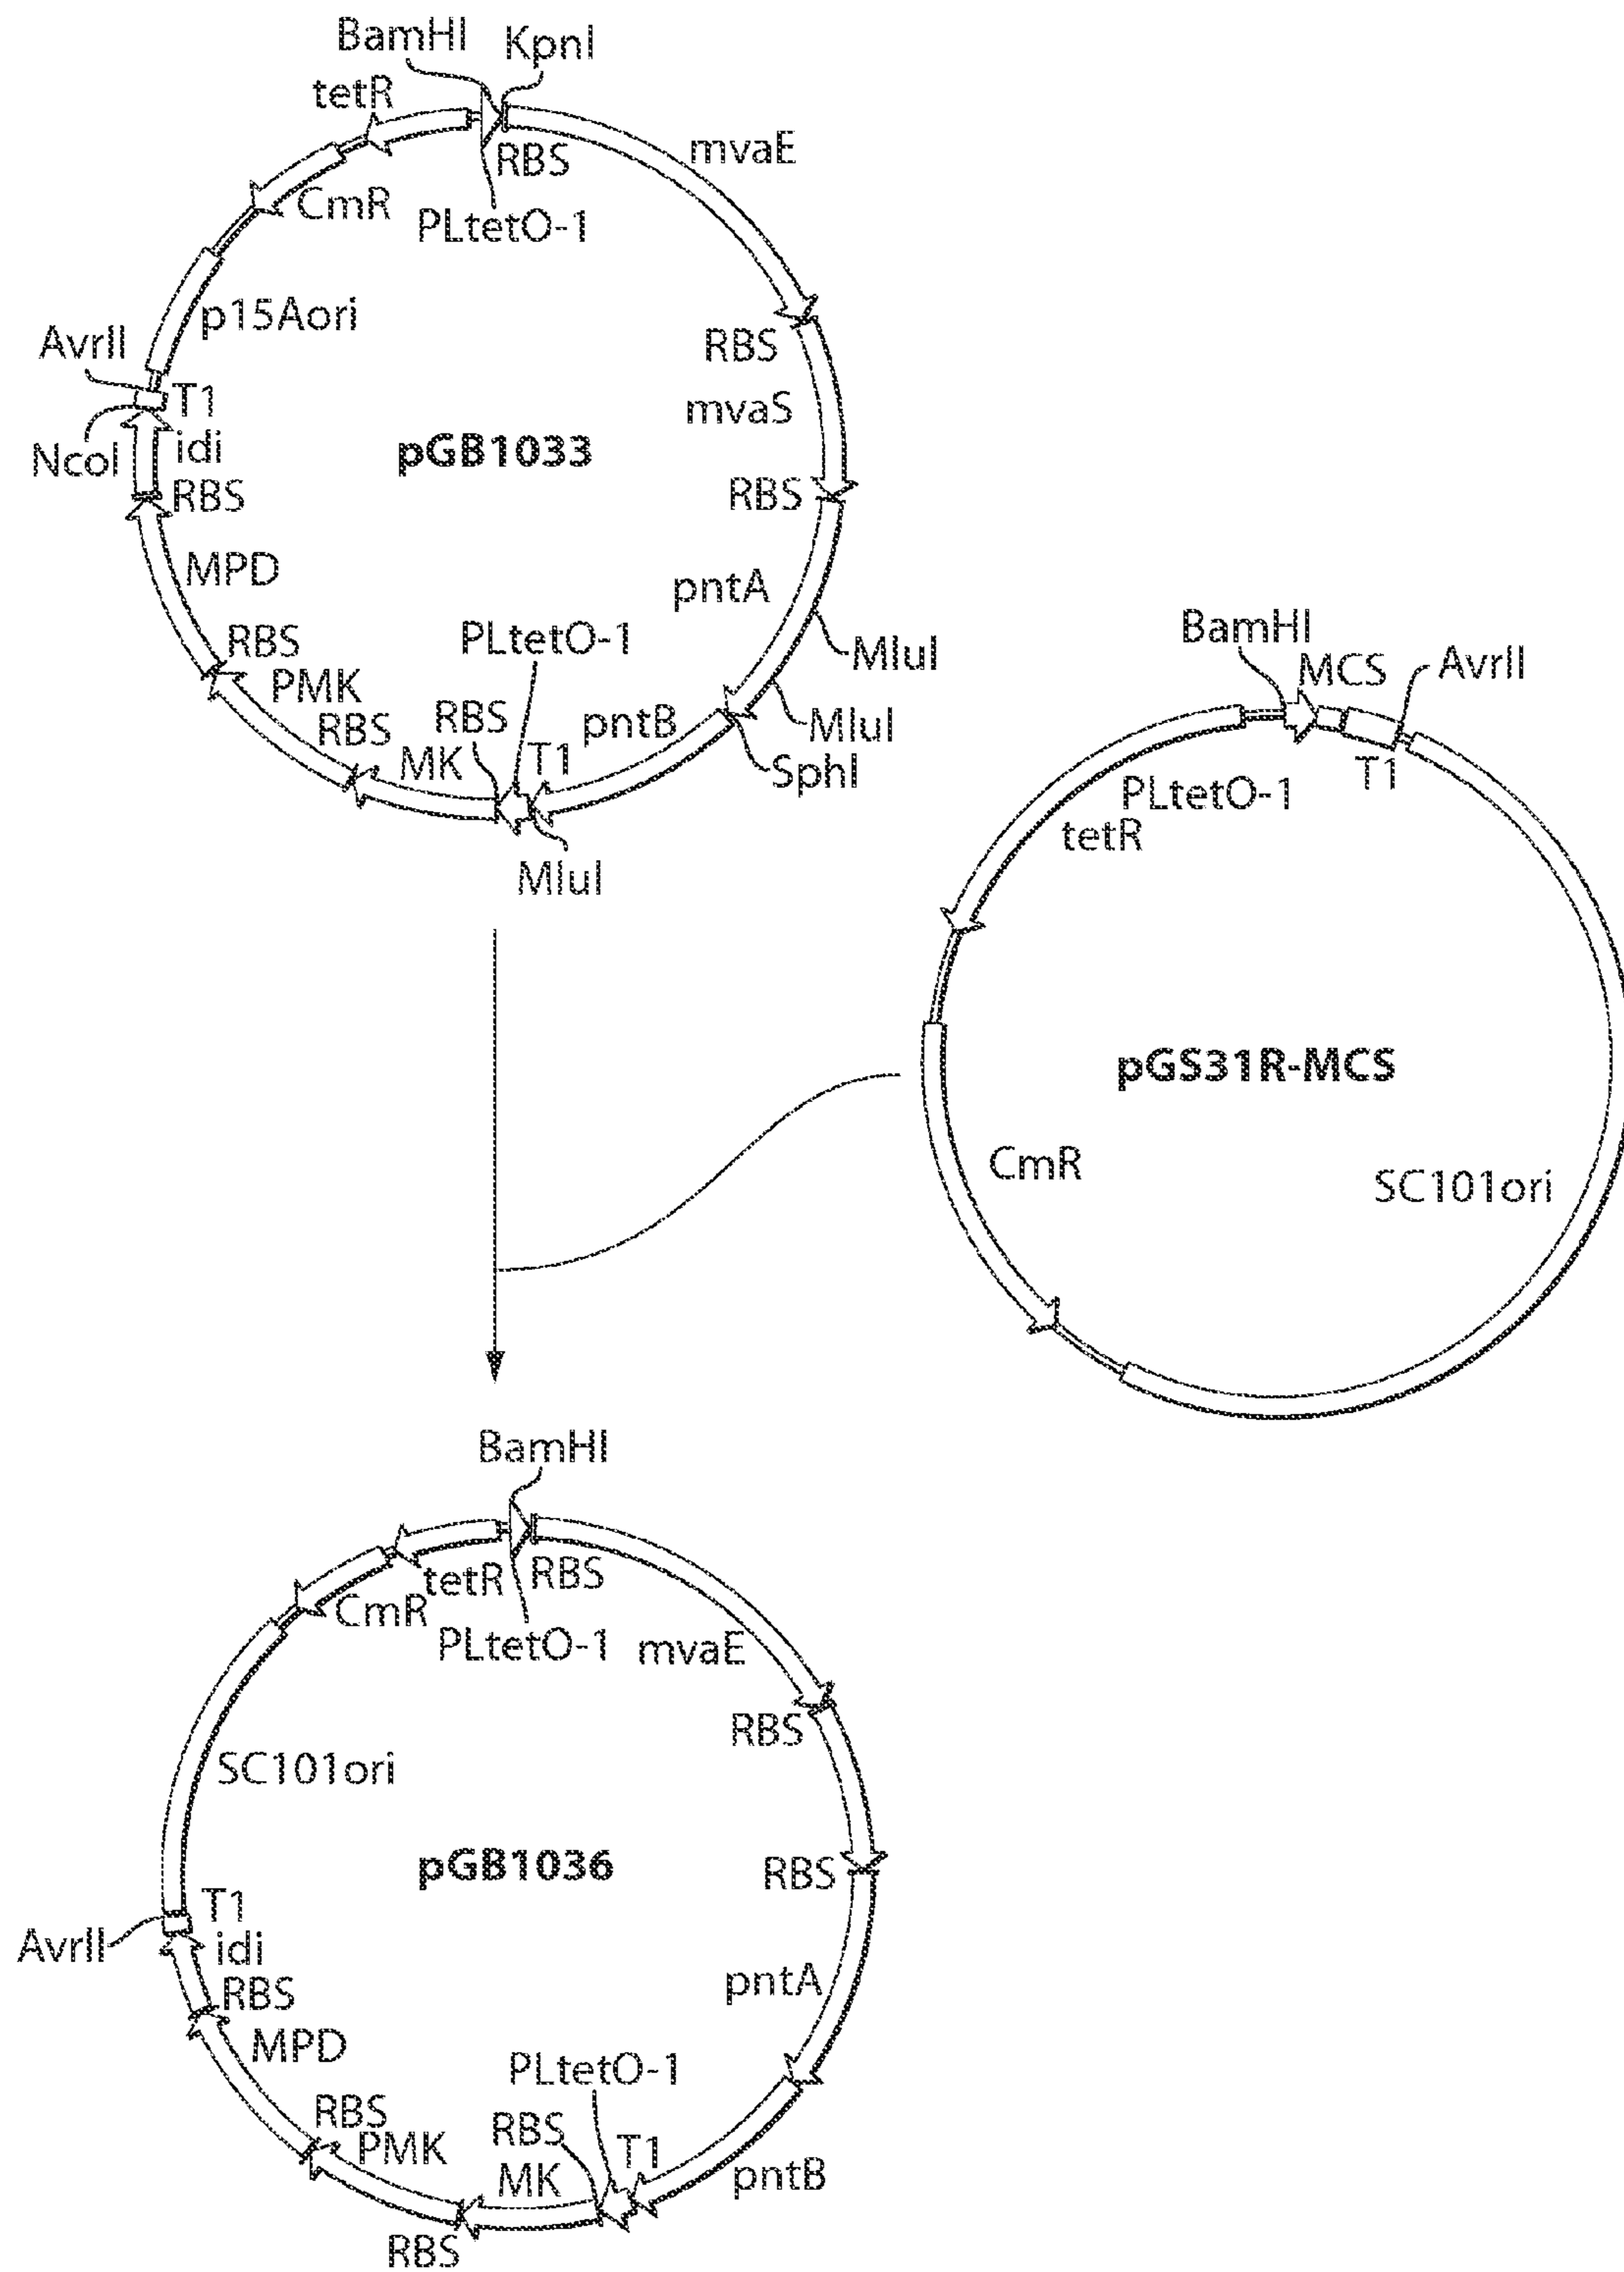 BamHI
KpnI
tetR
RBS
mvaE
CmR
PLtetO-1
p15Aori
AvrII
RBS
T1
mvaS
NcoI
idi
pGB1033
RBS
RBS
MPD
pntA
RBS
PLtetO-1
MluI
PMK
RBS
RBS
pntB
MluI
MK
T1
SphI
MluI
BamHI
MCS
AvrII
T1
PLtetO-1
tetR
pGS31R-MCS
CmR
SC101ori
BamHI
tetR
RBS
CmR
PLtetO-1
mvaE
RBS
SC101ori
pGB1036
RBS
T1
AvrII
idi
RBS
pntA
MPD
PLtetO-1
RBS
RBS
PMK
T1
MK
pntB
RBS